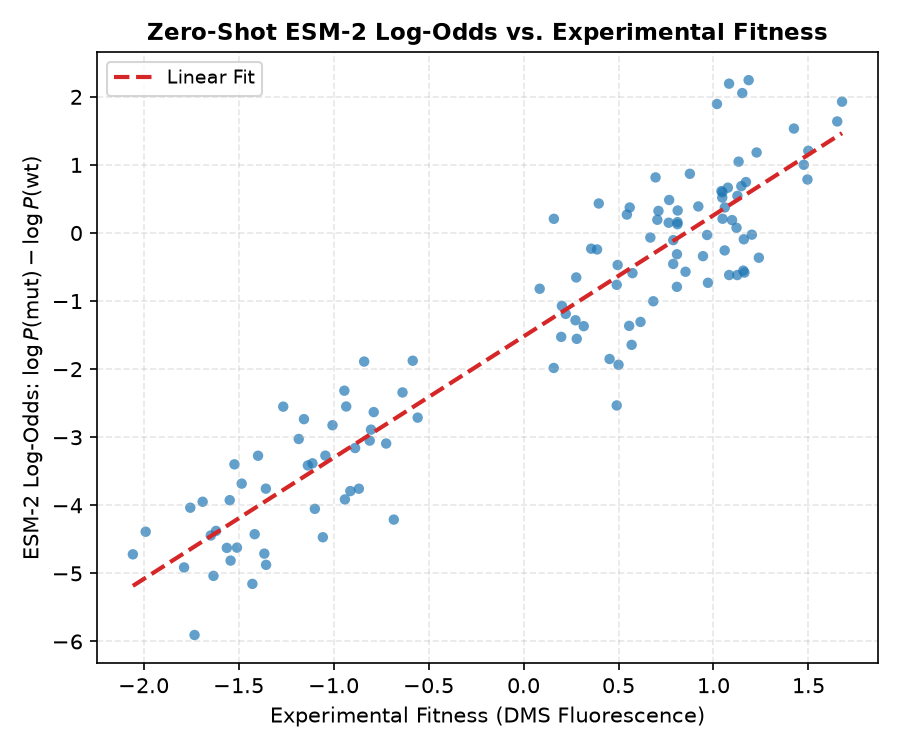 Zero-Shot ESM-2 Log-Odds vs. Experimental Fitness
Linear Fit
ESM-2 Log-Odds: log P(mut) − log P(wt)
2
1
0
−1
−2
−3
−4
−5
−6
−2.0 −1.5 −1.0 −0.5 0.0 0.5 1.0 1.5
Experimental Fitness (DMS Fluorescence)